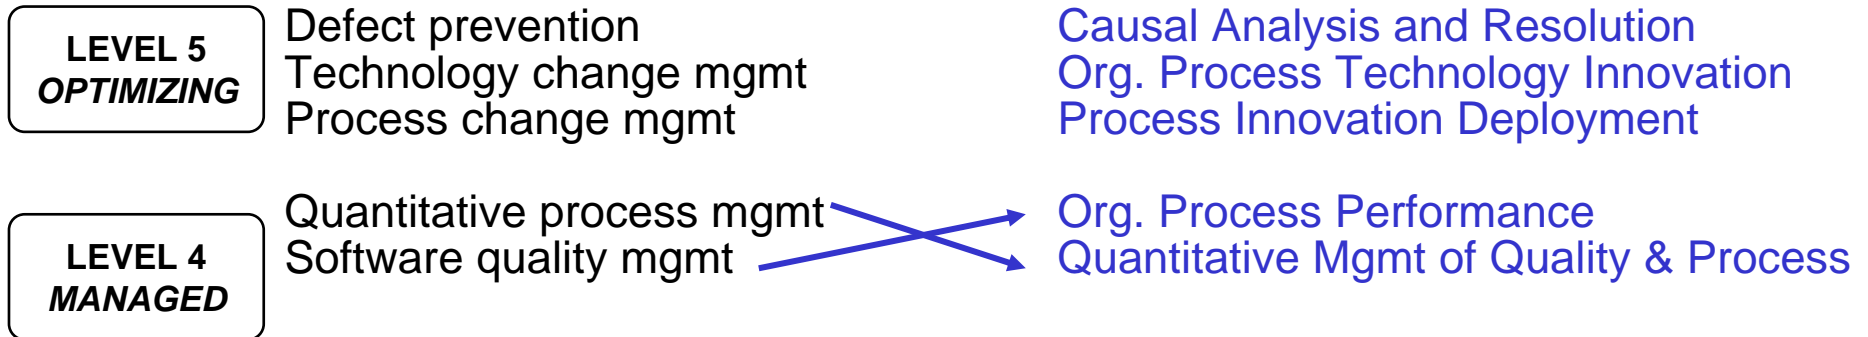 LEVEL 5
OPTIMIZING
Defect prevention
Technology change mgmt
Process change mgmt
Causal Analysis and Resolution
Org. Process Technology Innovation
Process Innovation Deployment
LEVEL 4
MANAGED
Quantitative process mgmt
Software quality mgmt
Org. Process Performance
Quantitative Mgmt of Quality & Process